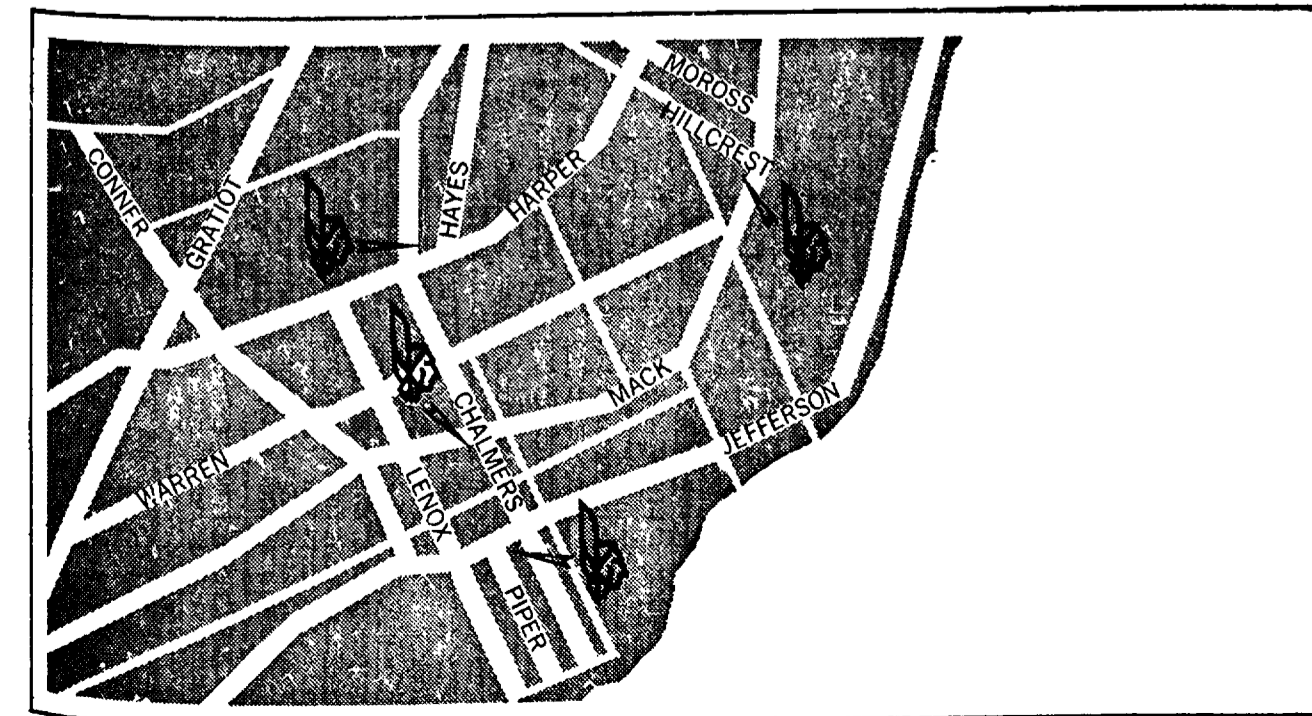 MOROSS
HILLCREST
CONNER
GRATIOT
HAYES
HARPER
MACK
CHALMERS
JEFFERSON
WARREN
LENOX
PIPER